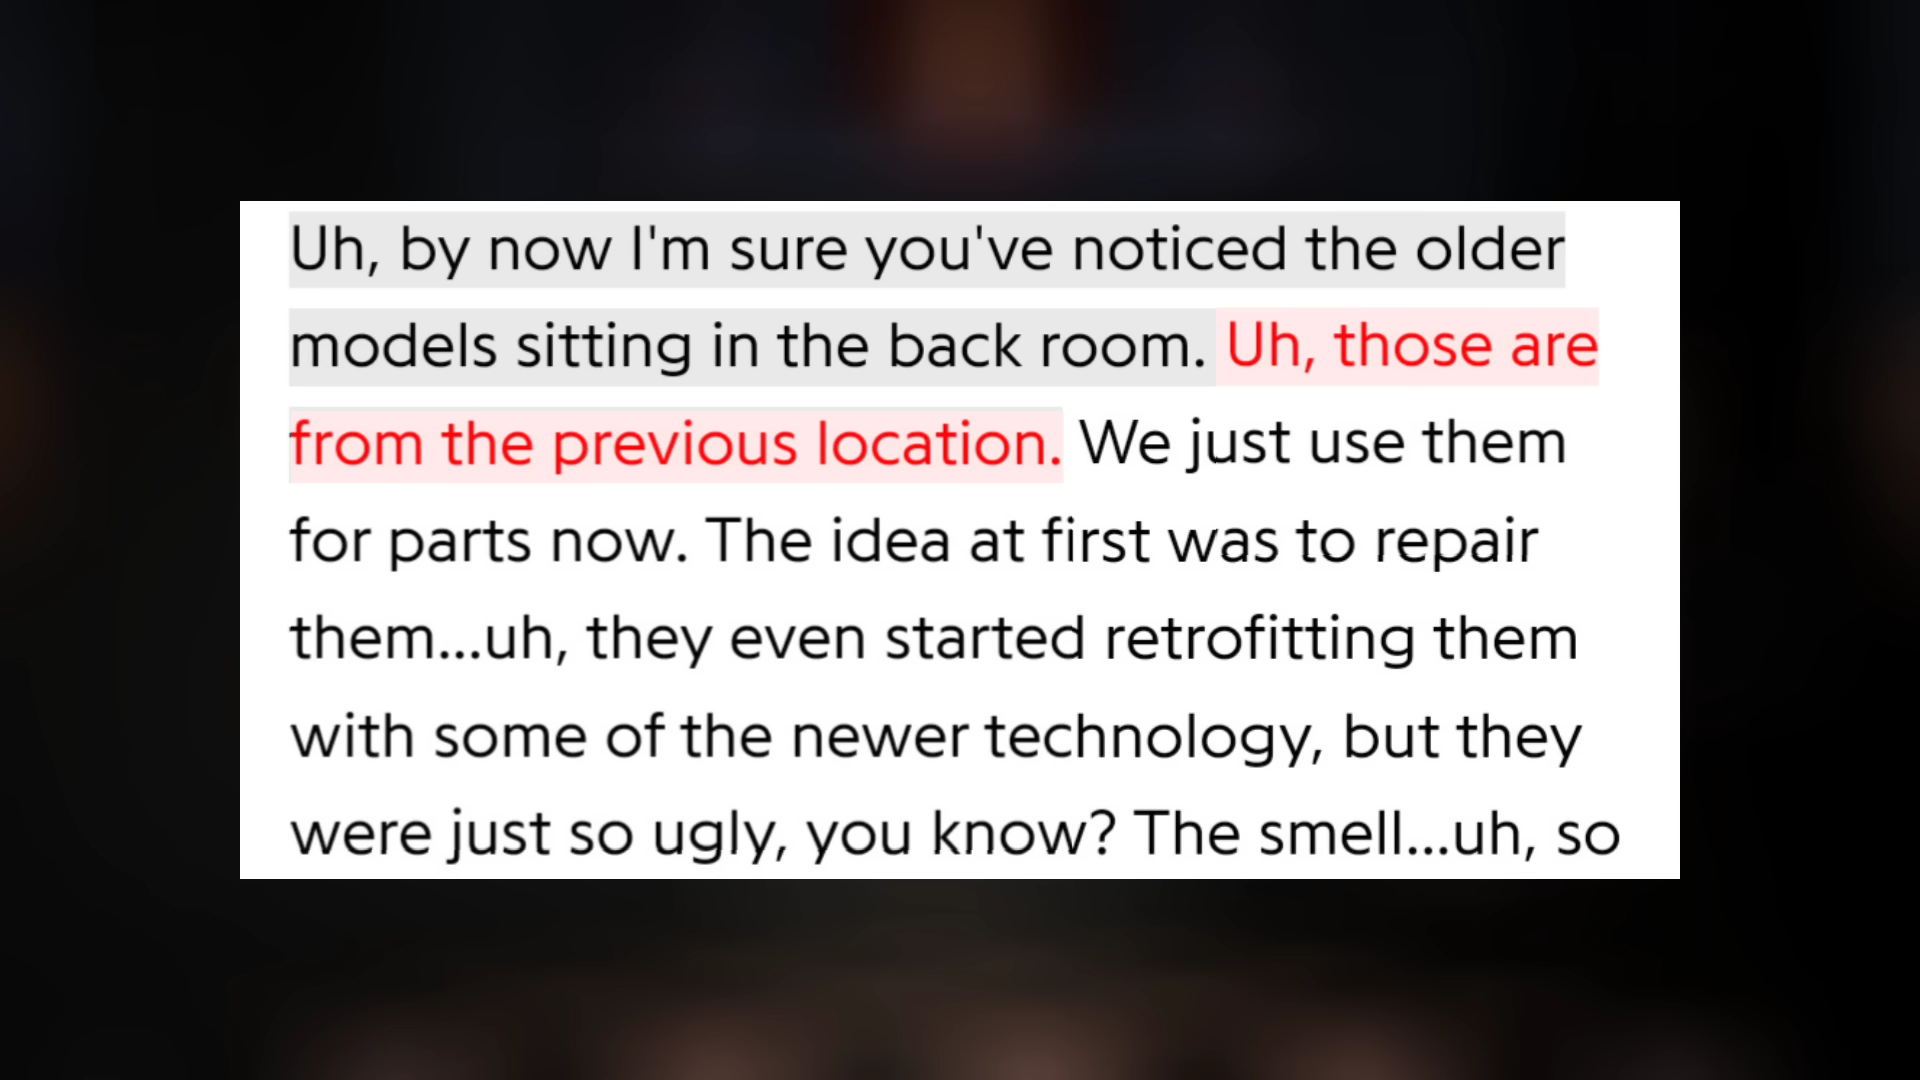 Uh, by now I'm sure you've noticed the older
models sitting in the back room. Uh, those are
from the previous location. We just use them
for parts now. The idea at first was to repair
them...uh, they even started retrofitting them
with some of the newer technology, but they
were just so ugly, you know? The smell...uh, so